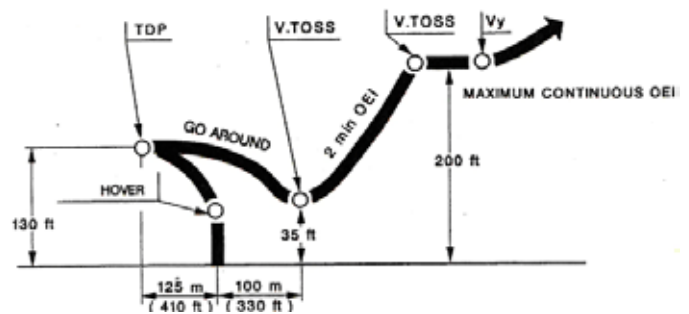 TDP
V.TOSS
V.TOSS
Vy
GO AROUND
2 min OEI
MAXIMUM CONTINUOUS OEI
HOVER
130 ft
35 ft
200 ft
125 m
(410 ft)
100 m
(330 ft)